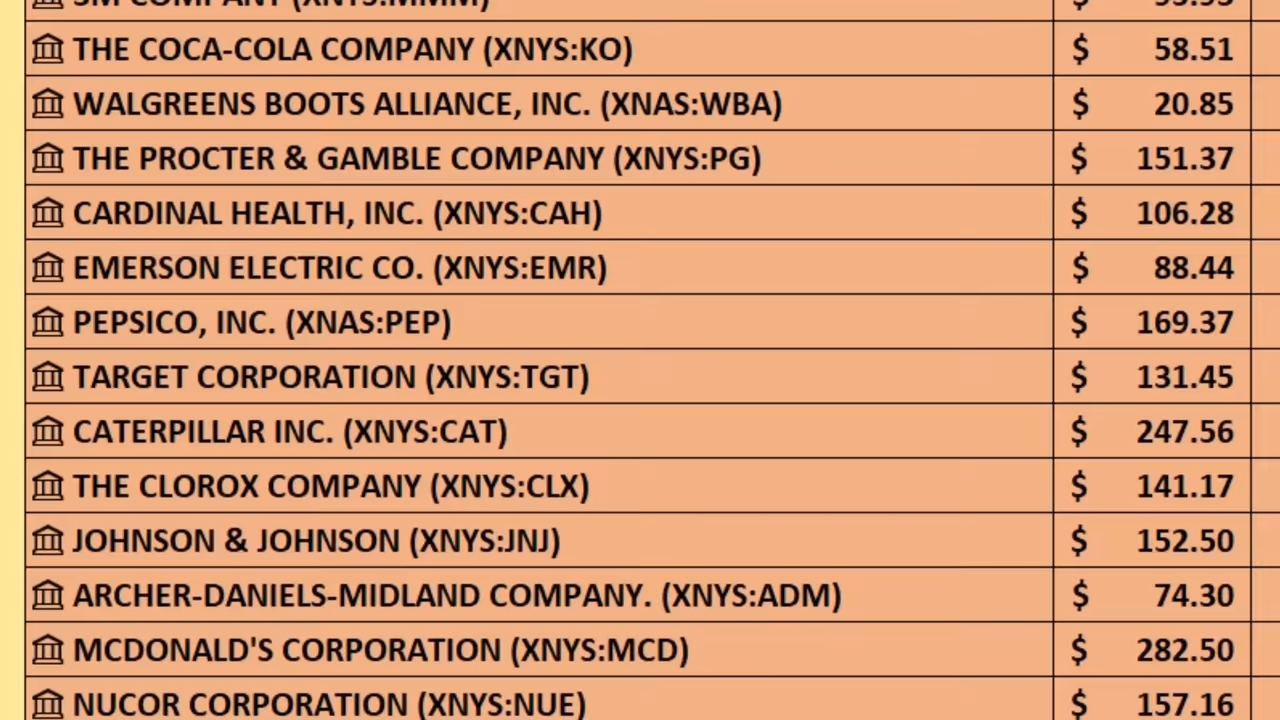 3M COMPANY (XNYS:MMM) $
THE COCA-COLA COMPANY (XNYS:KO) $ 58.51
WALGREENS BOOTS ALLIANCE, INC. (XNAS:WBA) $ 20.85
THE PROCTER & GAMBLE COMPANY (XNYS:PG) $ 151.37
CARDINAL HEALTH, INC. (XNYS:CAH) $ 106.28
EMERSON ELECTRIC CO. (XNYS:EMR) $ 88.44
PEPSICO, INC. (XNAS:PEP) $ 169.37
TARGET CORPORATION (XNYS:TGT) $ 131.45
CATERPILLAR INC. (XNYS:CAT) $ 247.56
THE CLOROX COMPANY (XNYS:CLX) $ 141.17
JOHNSON & JOHNSON (XNYS:JNJ) $ 152.50
ARCHER-DANIELS-MIDLAND COMPANY. (XNYS:ADM) $ 74.30
MCDONALD'S CORPORATION (XNYS:MCD) $ 282.50
NUCOR CORPORATION (XNYS:NUE) $ 157.16